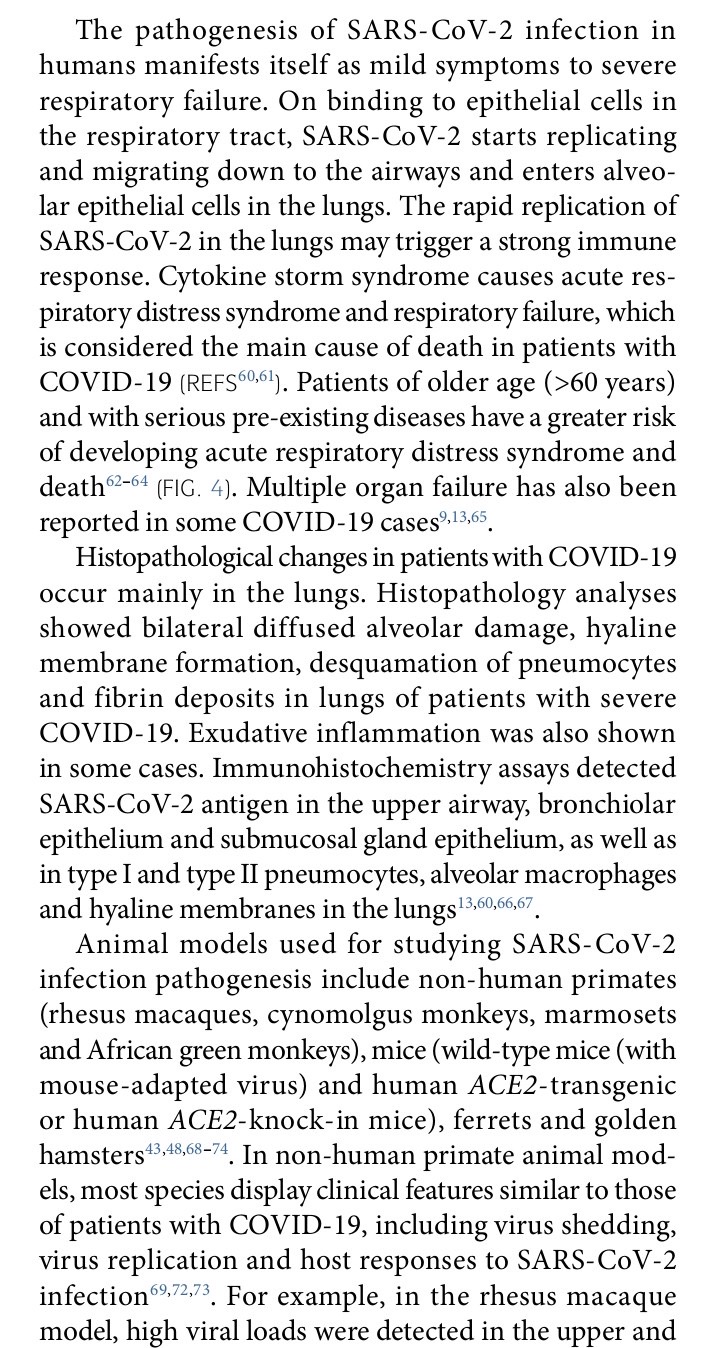 The pathogenesis of SARS-CoV-2 infection in
humans manifests itself as mild symptoms to severe
respiratory failure. On binding to epithelial cells in
the respiratory tract, SARS-CoV-2 starts replicating
and migrating down to the airways and enters alveo-
lar epithelial cells in the lungs. The rapid replication of
SARS-CoV-2 in the lungs may trigger a strong immune
response. Cytokine storm syndrome causes acute res-
piratory distress syndrome and respiratory failure, which
is considered the main cause of death in patients with
COVID-19 (REFS60,61). Patients of older age (>60 years)
and with serious pre-existing diseases have a greater risk
of developing acute respiratory distress syndrome and
death62–64 (FIG. 4). Multiple organ failure has also been
reported in some COVID-19 cases9,13,65.
Histopathological changes in patients with COVID-19
occur mainly in the lungs. Histopathology analyses
showed bilateral diffused alveolar damage, hyaline
membrane formation, desquamation of pneumocytes
and fibrin deposits in lungs of patients with severe
COVID-19. Exudative inflammation was also shown
in some cases. Immunohistochemistry assays detected
SARS-CoV-2 antigen in the upper airway, bronchiolar
epithelium and submucosal gland epithelium, as well as
in type I and type II pneumocytes, alveolar macrophages
and hyaline membranes in the lungs13,60,66,67.
Animal models used for studying SARS-CoV-2
infection pathogenesis include non-human primates
(rhesus macaques, cynomolgus monkeys, marmosets
and African green monkeys), mice (wild-type mice (with
mouse-adapted virus) and human ACE2-transgenic
or human ACE2-knock-in mice), ferrets and golden
hamsters43,48,68–74. In non-human primate animal mod-
els, most species display clinical features similar to those
of patients with COVID-19, including virus shedding,
virus replication and host responses to SARS-CoV-2
infection69,72,73. For example, in the rhesus macaque
model, high viral loads were detected in the upper and